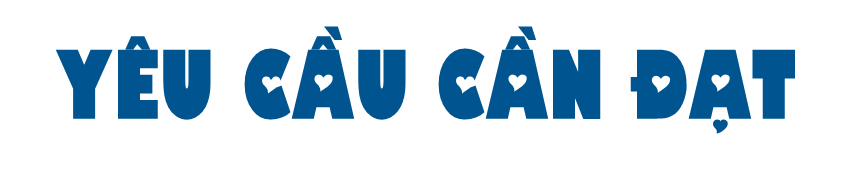 YÊU CẦU CẦN ĐẠT